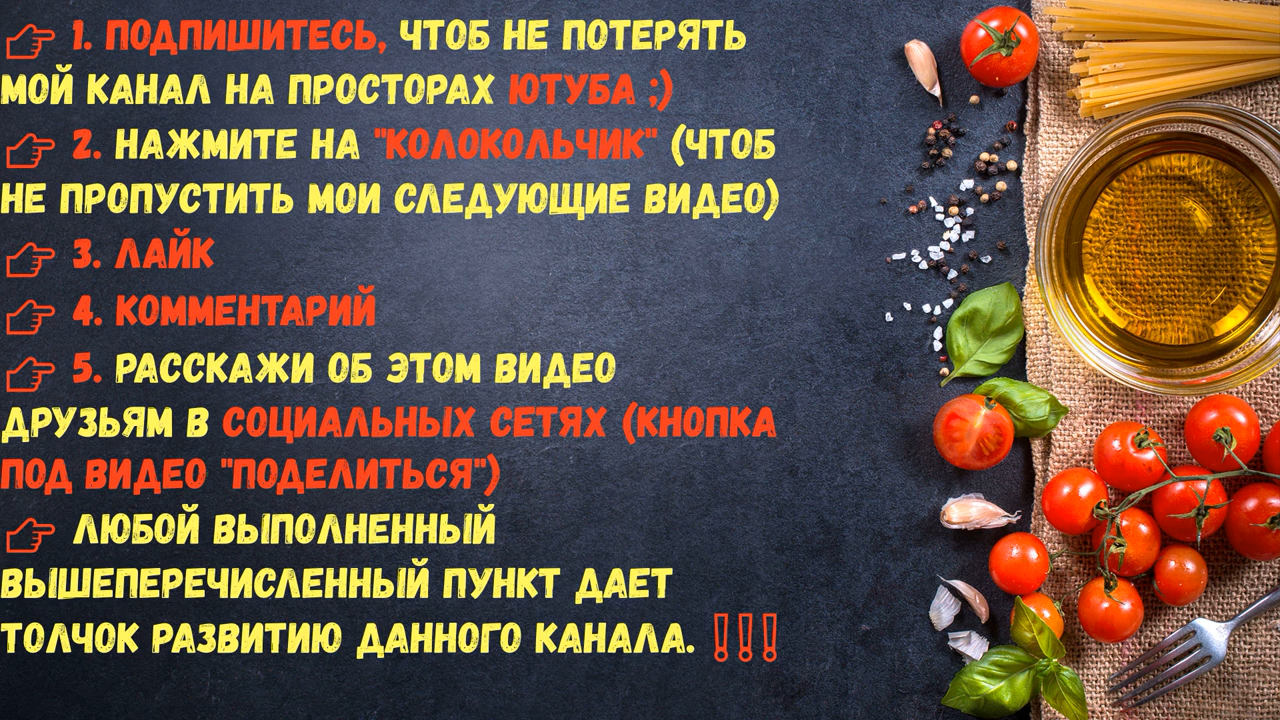 👉 1. ПОДПИШИТЕСЬ, ЧТОБ НЕ ПОТЕРЯТЬ
МОЙ КАНАЛ НА ПРОСТОРАХ ЮТУБА ;)
👉 2. НАЖМИТЕ НА "КОЛОКОЛЬЧИК" (ЧТОБ
НЕ ПРОПУСТИТЬ МОИ СЛЕДУЮЩИЕ ВИДЕО)
👉 3. ЛАЙК
👉 4. КОММЕНТАРИЙ
👉 5. РАССКАЖИ ОБ ЭТОМ ВИДЕО
ДРУЗЬЯМ В СОЦИАЛЬНЫХ СЕТЯХ (КНОПКА
ПОД ВИДЕО "ПОДЕЛИТЬСЯ")
👉 ЛЮБОЙ ВЫПОЛНЕННЫЙ
ВЫШЕПЕРЕЧИСЛЕННЫЙ ПУНКТ ДАЕТ
ТОЛЧОК РАЗВИТИЮ ДАННОГО КАНАЛА. ❗❗❗